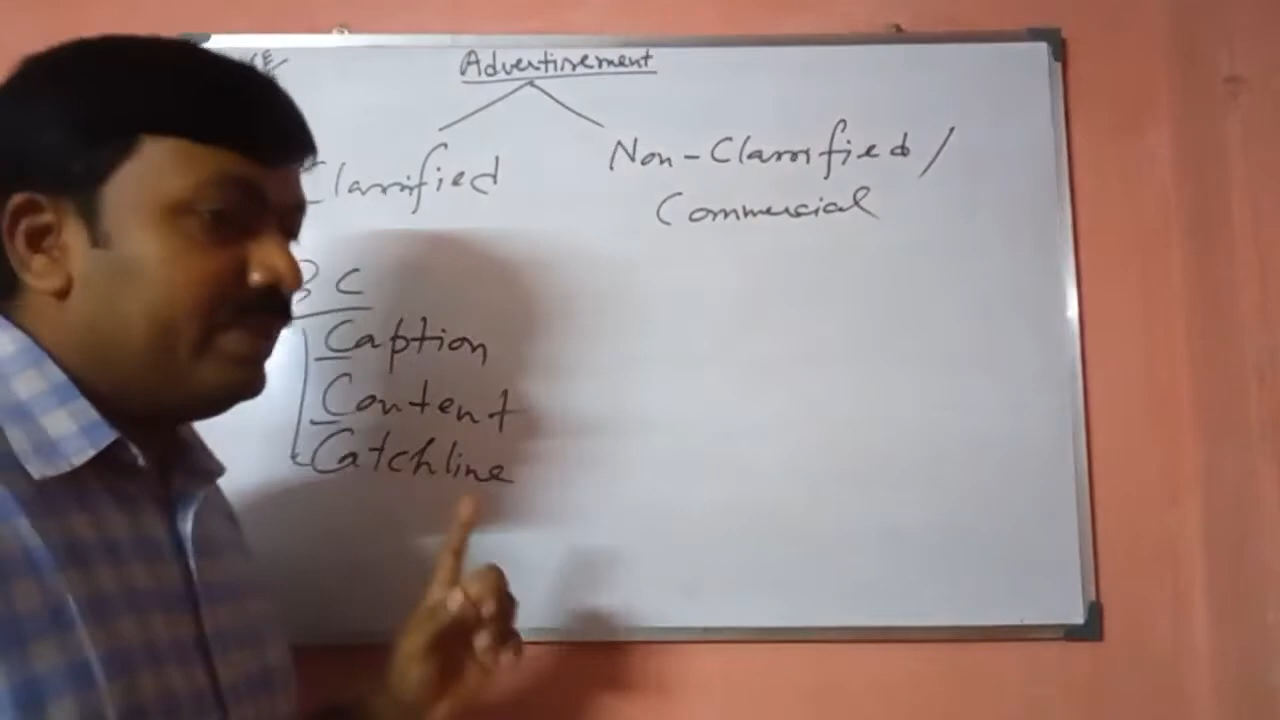 Advertisement
Classified
Non-Classified /
Commercial
3 C
Caption
Content
Catchline